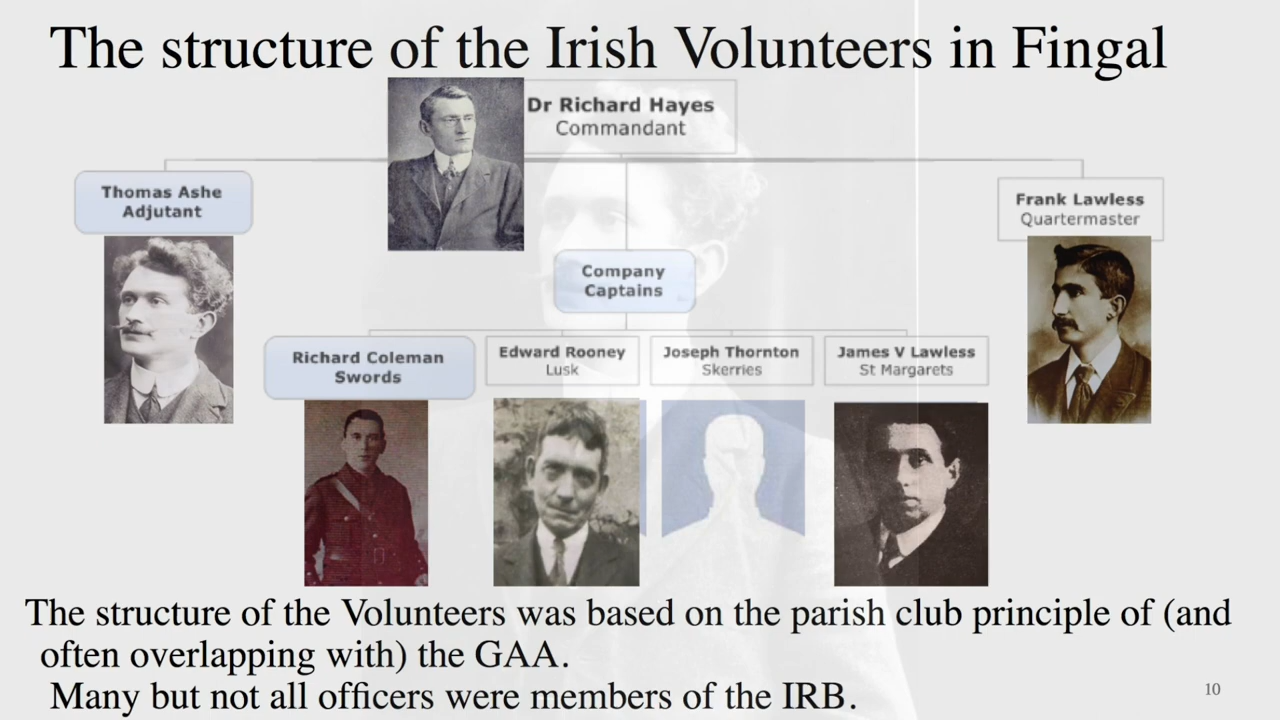 The structure of the Irish Volunteers in Fingal
Dr Richard Hayes
Commandant
Thomas Ashe
Adjutant
Frank Lawless
Quartermaster
Company
Captains
Richard Coleman
Swords
Edward Rooney
Lusk
Joseph Thornton
Skerries
James V Lawless
St Margarets
The structure of the Volunteers was based on the parish club principle of (and
often overlapping with) the GAA.
Many but not all officers were members of the IRB.
10